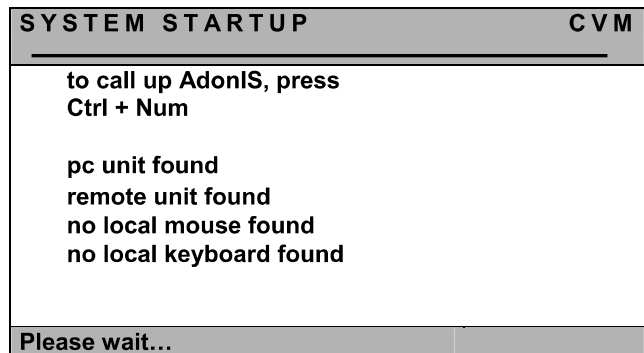 SYSTEM STARTUP CVM
to call up AdonIS, press
Ctrl + Num
pc unit found
remote unit found
no local mouse found
no local keyboard found
Please wait...